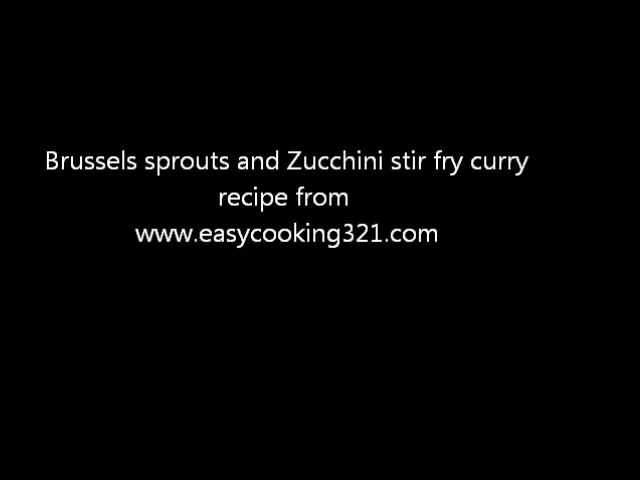 Brussels sprouts and Zucchini stir fry curry
recipe from
www.easycooking321.com